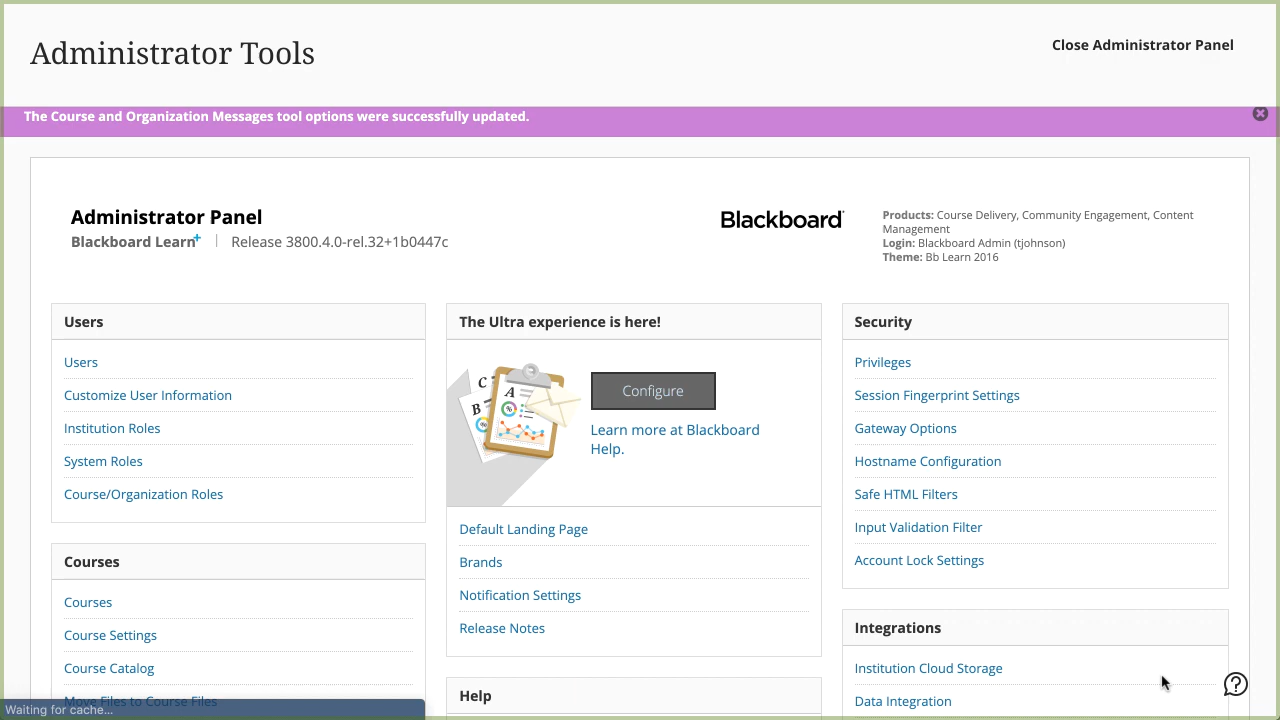 Administrator Tools
Close Administrator Panel
The Course and Organization Messages tool options were successfully updated.
Administrator Panel
Blackboard Learn+ | Release 3800.4.0-rel.32+1b0447c
Blackboard
Products: Course Delivery, Community Engagement, Content
Management
Login: Blackboard Admin (tjohnson)
Theme: Bb Learn 2016
Users
Users
Customize User Information
Institution Roles
System Roles
Course/Organization Roles
Courses
Courses
Course Settings
Course Catalog
Move Files to Course Files
Waiting for cache...
The Ultra experience is here!
C
B
A
%
%
Configure
Learn more at Blackboard
Help.
Default Landing Page
Brands
Notification Settings
Release Notes
Help
Security
Privileges
Session Fingerprint Settings
Gateway Options
Hostname Configuration
Safe HTML Filters
Input Validation Filter
Account Lock Settings
Integrations
Institution Cloud Storage
Data Integration
?